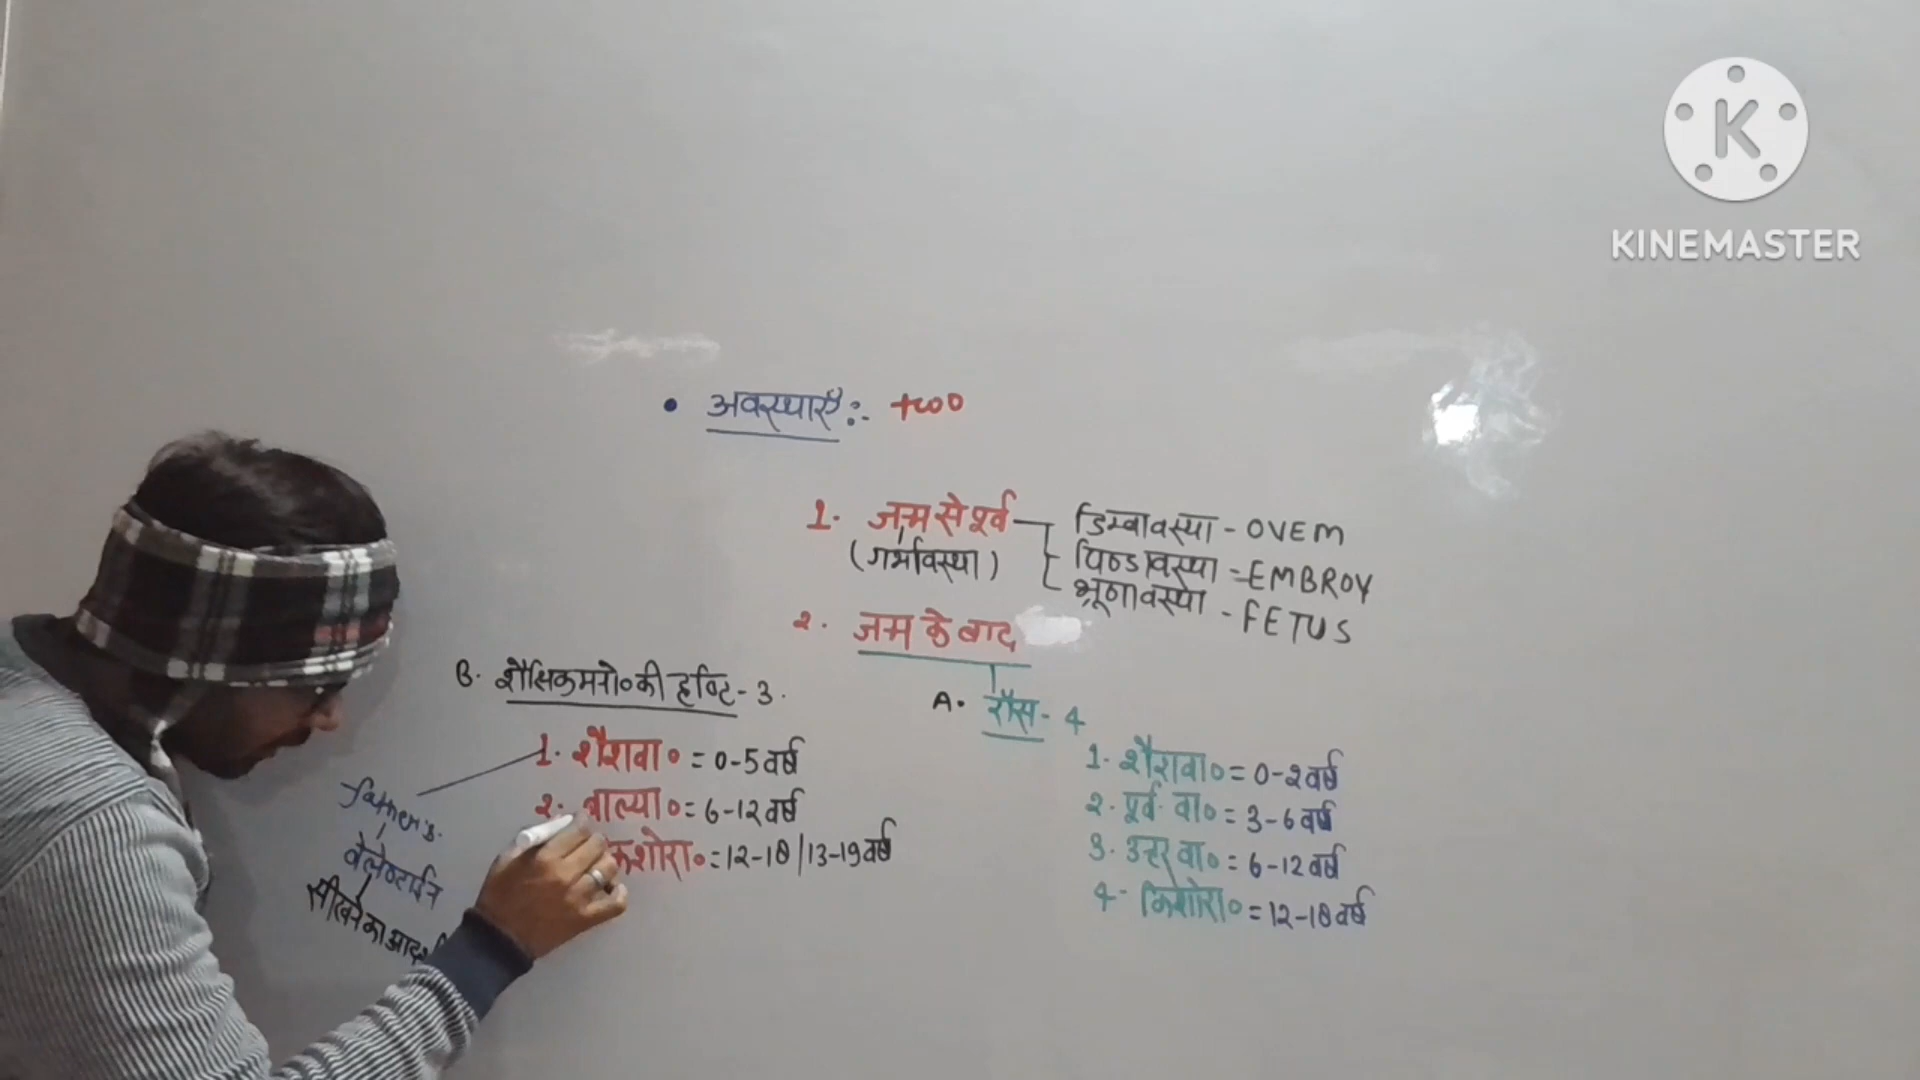 KINEMASTER
• अवस्थाएँ :- two
1. जन्म से पूर्व
(गर्भावस्था)
डिम्बावस्था - OVEM
पिण्डावस्था = EMBROY
भ्रूणावस्था - FETUS
2. जन्म के बाद
A. रॉस - 4
1. शैशवा० = 0-2 वर्ष
2. पूर्व वा० = 3-6 वर्ष
3. उत्तर वा० = 6-12 वर्ष
4- किशोरा० = 12-18 वर्ष
B. शैक्षिक मनो० की दृष्टि - 3.
1. शैशवा० = 0-5 वर्ष
2. बाल्या० = 6-12 वर्ष
किशोरा० = 12-18 / 13-19 वर्ष
वेलेण्टाईन
सीखने का